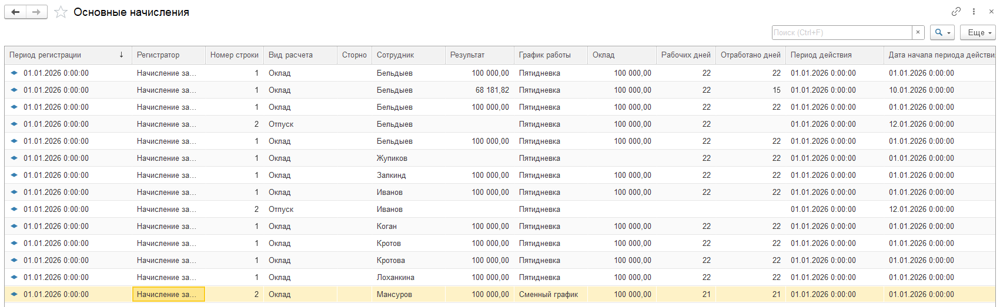 Основные начисления
Поиск (Ctrl+F) × Еще
Период регистрации ↓ Регистратор Номер строки Вид расчета Сторно Сотрудник Результат График работы Оклад Рабочих дней Отработано дней Период действия Дата начала периода действия
01.01.2026 0:00:00 Начисление за... 1 Оклад Бельдыев 100 000,00 Пятидневка 100 000,00 22 22 01.01.2026 0:00:00 01.01.2026 0:00:00
01.01.2026 0:00:00 Начисление за... 1 Оклад Бельдыев 68 181,82 Пятидневка 100 000,00 22 15 01.01.2026 0:00:00 10.01.2026 0:00:00
01.01.2026 0:00:00 Начисление за... 1 Оклад Бельдыев 100 000,00 Пятидневка 100 000,00 22 22 01.01.2026 0:00:00 01.01.2026 0:00:00
01.01.2026 0:00:00 Начисление за... 2 Отпуск Бельдыев Пятидневка 100 000,00 22 01.01.2026 0:00:00 12.01.2026 0:00:00
01.01.2026 0:00:00 Начисление за... 1 Оклад Бельдыев 100 000,00 Пятидневка 100 000,00 22 22 01.01.2026 0:00:00 01.01.2026 0:00:00
01.01.2026 0:00:00 Начисление за... 1 Оклад Жупиков Пятидневка 22 22 01.01.2026 0:00:00 01.01.2026 0:00:00
01.01.2026 0:00:00 Начисление за... 1 Оклад Залкинд 100 000,00 Пятидневка 100 000,00 22 22 01.01.2026 0:00:00 01.01.2026 0:00:00
01.01.2026 0:00:00 Начисление за... 1 Оклад Иванов 100 000,00 Пятидневка 100 000,00 22 22 01.01.2026 0:00:00 01.01.2026 0:00:00
01.01.2026 0:00:00 Начисление за... 2 Отпуск Иванов Пятидневка 01.01.2026 0:00:00 12.01.2026 0:00:00
01.01.2026 0:00:00 Начисление за... 1 Оклад Коган 100 000,00 Пятидневка 100 000,00 22 22 01.01.2026 0:00:00 01.01.2026 0:00:00
01.01.2026 0:00:00 Начисление за... 1 Оклад Кротов 100 000,00 Пятидневка 100 000,00 22 22 01.01.2026 0:00:00 01.01.2026 0:00:00
01.01.2026 0:00:00 Начисление за... 1 Оклад Кротова 100 000,00 Пятидневка 100 000,00 22 22 01.01.2026 0:00:00 01.01.2026 0:00:00
01.01.2026 0:00:00 Начисление за... 1 Оклад Лоханкина 100 000,00 Пятидневка 100 000,00 22 22 01.01.2026 0:00:00 01.01.2026 0:00:00
01.01.2026 0:00:00 Начисление за... 2 Оклад Мансуров 100 000,00 Сменный график 100 000,00 21 21 01.01.2026 0:00:00 01.01.2026 0:00:00